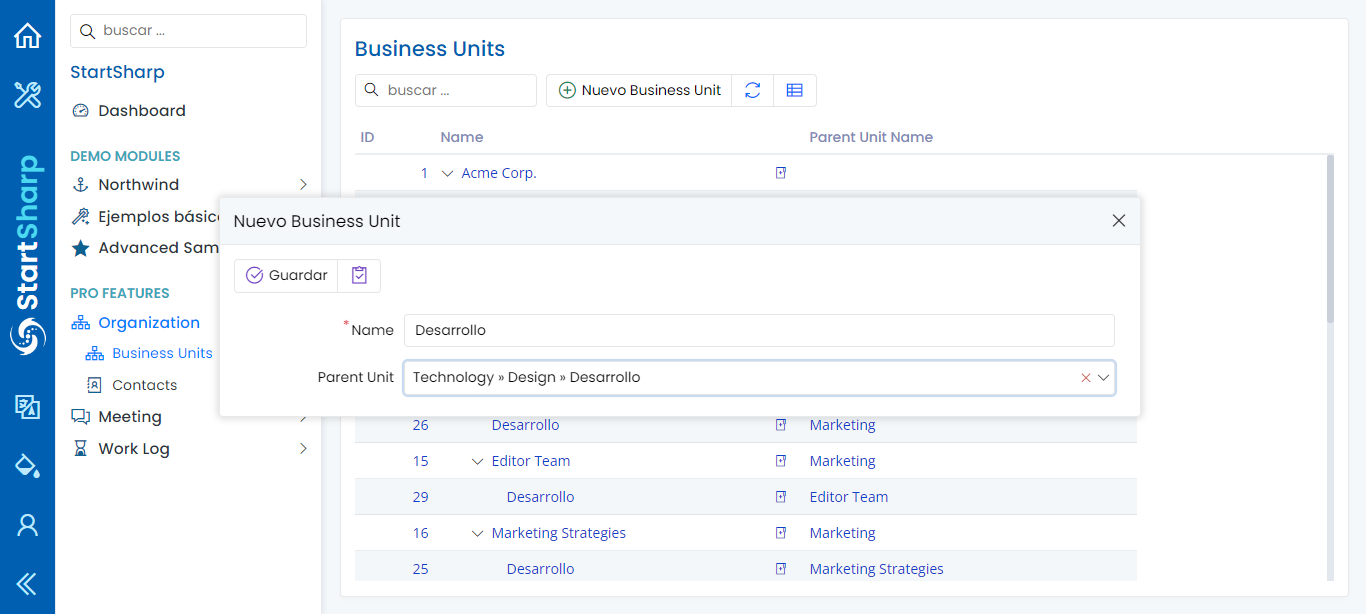 buscar ...
StartSharp
Dashboard
DEMO MODULES
Northwind
Ejemplos básic
Advanced Sam
PRO FEATURES
Organization
Business Units
Contacts
Meeting
Work Log
StartSharp
Business Units
buscar ...
Nuevo Business Unit
ID Name Parent Unit Name
1 Acme Corp.
Nuevo Business Unit
Guardar
* Name Desarrollo
Parent Unit Technology » Design » Desarrollo
26 Desarrollo Marketing
15 Editor Team Marketing
29 Desarrollo Editor Team
16 Marketing Strategies Marketing
25 Desarrollo Marketing Strategies